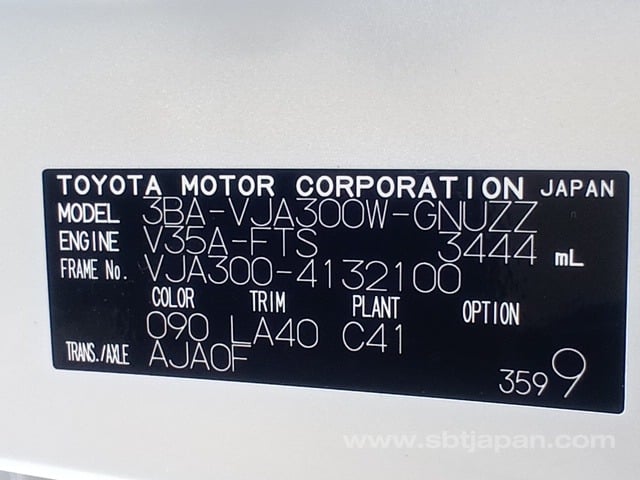 TOYOTA MOTOR CORPORATION JAPAN
MODEL 3BA-VJA300W-GNUZZ
ENGINE V35A-FTS 3444 mL
FRAME No. VJA300-4132100
COLOR TRIM PLANT OPTION
090 LA40 C41
TRANS./AXLE AJA0F
3599
www.sbtjapan.com